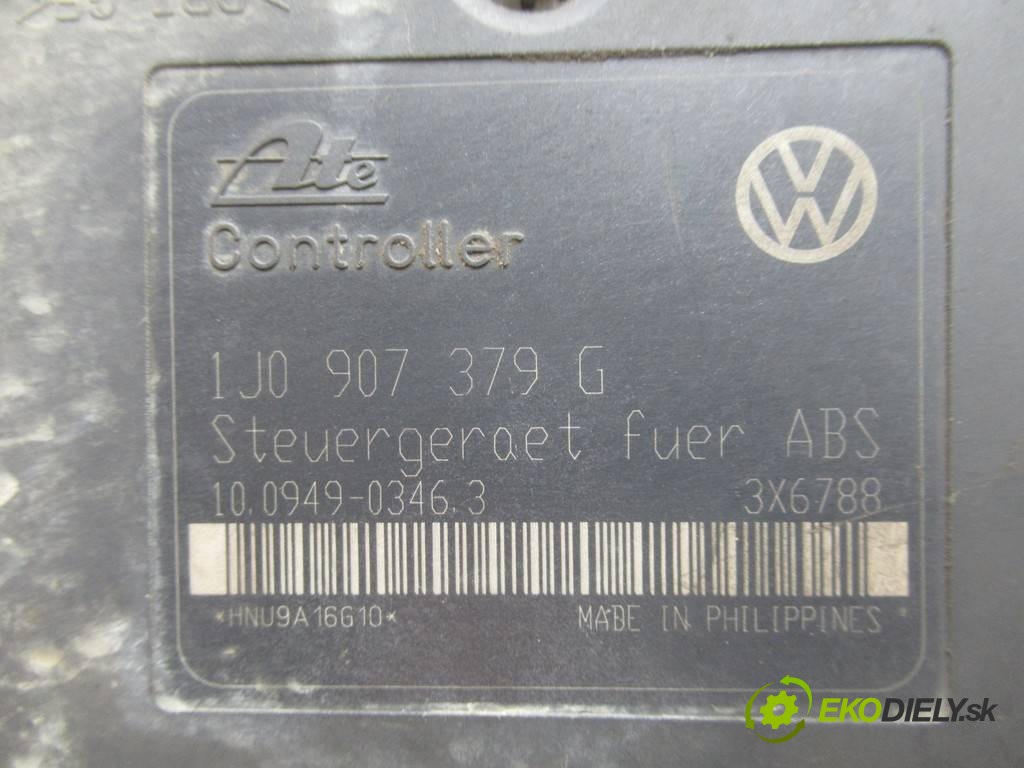 Ate
Controller
1J0 907 379 G
Steuergeraet fuer ABS
10.0949-0346.3 3X6788
*HNU9A16G10* MADE IN PHILIPPINES
EKODIELY.sk